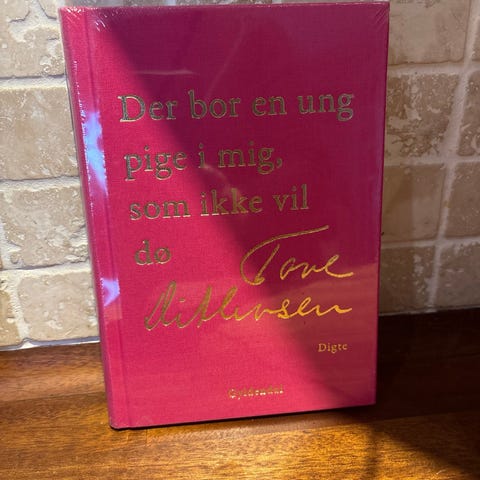 Der bor en ung
pige i mig,
som ikke vil
dø
Tove
Ditlevsen
Digte
Gyldendal